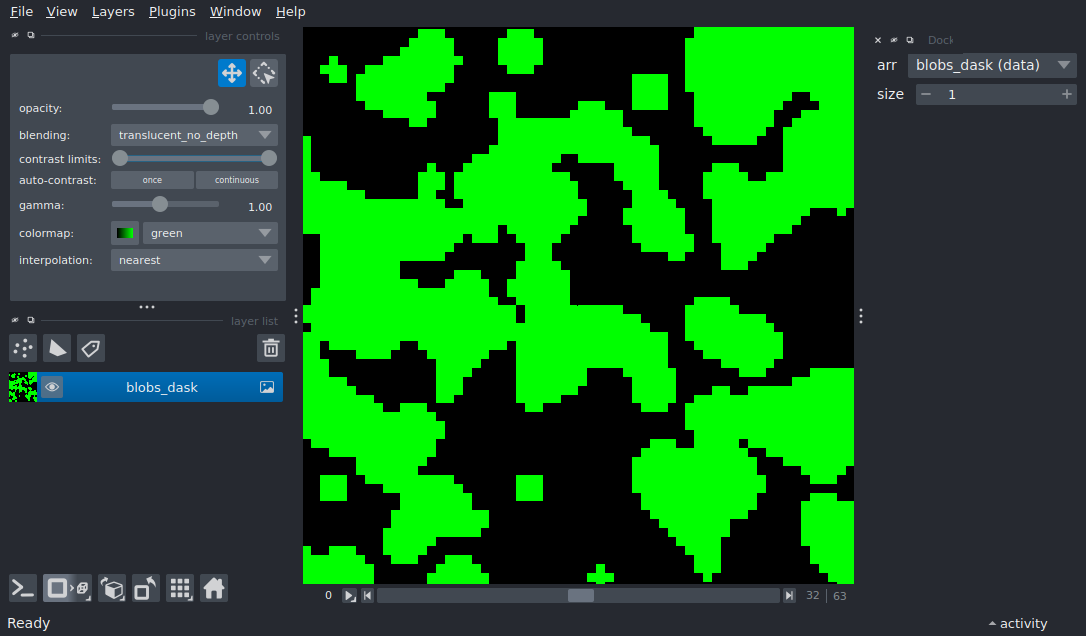 File View Layers Plugins Window Help
layer controls
opacity: 1.00
blending: translucent_no_depth
contrast limits:
auto-contrast: once continuous
gamma: 1.00
colormap: green
interpolation: nearest
layer list
blobs_dask
0 32 63
Ready
activity
arr blobs_dask (data)
size 1